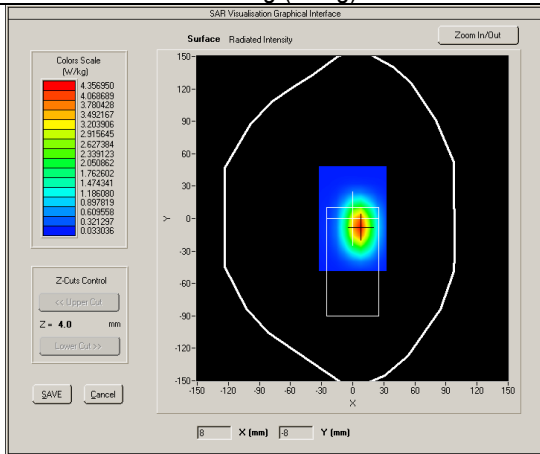 SAR Visualisation Graphical Interface
Surface Radiated Intensity
Zoom In/Out
Colors Scale
(W/kg)
4.356950
4.068689
3.780428
3.492167
3.203906
2.915645
2.627384
2.339123
2.050862
1.762602
1.474341
1.186080
0.897819
0.609558
0.321297
0.033036
150
120
90
60
30
0
-30
-60
-90
-120
-150
Y
-150 -120 -90 -60 -30 0 30 60 90 120 150
X
Z-Cuts Control
<< Upper Cut
Z = 4.0 mm
Lower Cut >>
SAVE Cancel
8 X (mm) -8 Y (mm)